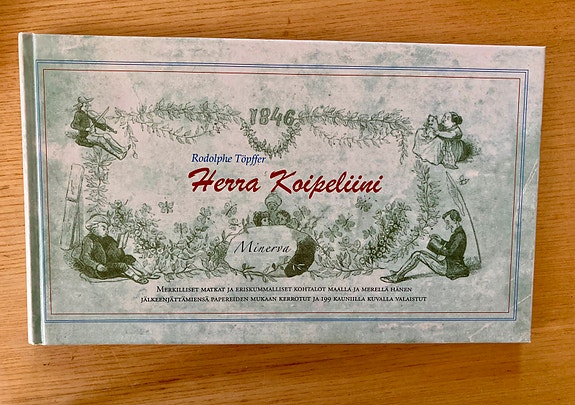 1846
Rodolphe Töpffer
Herra Koipeliini
Minerva
Merkilliset matkat ja eriskummalliset kohtalot maalla ja merellä hänen
jälkeenjättämiensä papereiden mukaan kerrotut ja 199 kauniilla kuvalla valaistut